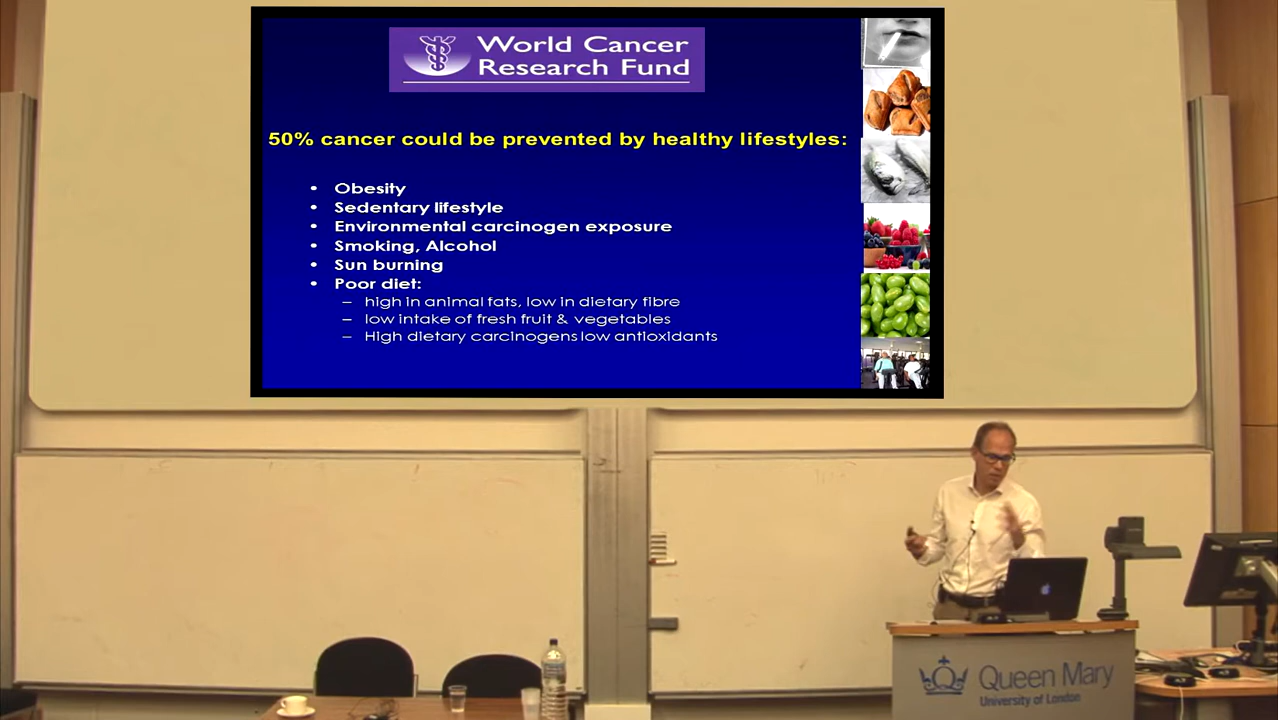 World Cancer
Research Fund
50% cancer could be prevented by healthy lifestyles:
• Obesity
• Sedentary lifestyle
• Environmental carcinogen exposure
• Smoking, Alcohol
• Sun burning
• Poor diet:
– high in animal fats, low in dietary fibre
– low intake of fresh fruit & vegetables
– High dietary carcinogens low antioxidants
Queen Mary
University of London